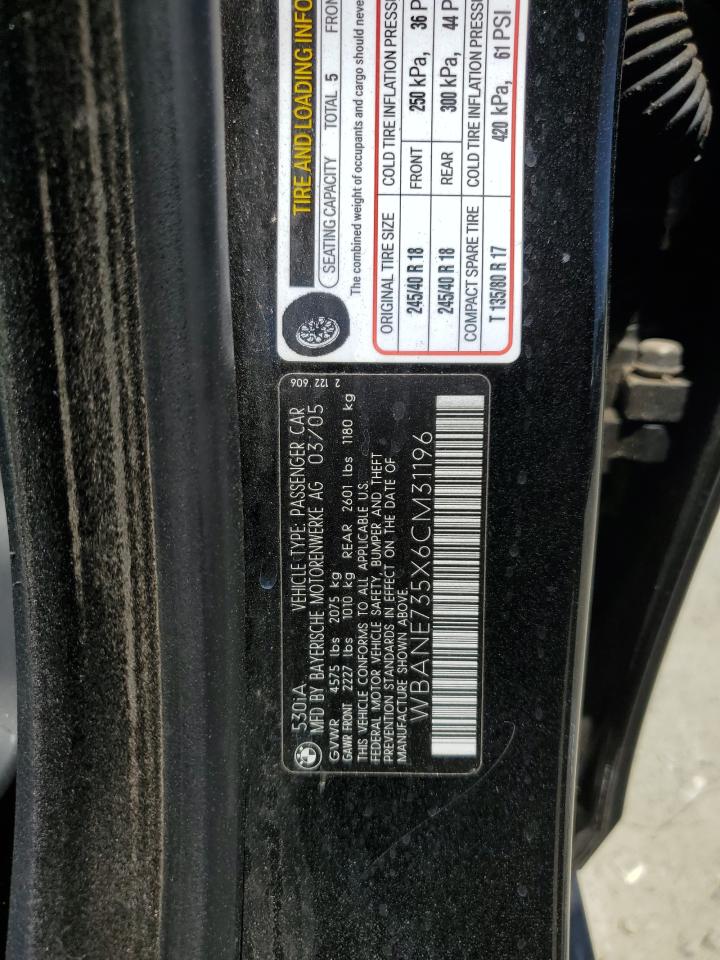 TIRE AND LOADING INFO
SEATING CAPACITY TOTAL 5 FRON
The combined weight of occupants and cargo should neve
ORIGINAL TIRE SIZE COLD TIRE INFLATION PRESSU
245/40 R 18 FRONT 250 kPa, 36 P
245/40 R 18 REAR 300 kPa, 44 P
COMPACT SPARE TIRE COLD TIRE INFLATION PRESSU
T 135/80 R 17 420 kPa, 61 PSI
2 122 606
530iA VEHICLE TYPE: PASSENGER CAR
MFD BY BAYERISCHE MOTORENWERKE AG 03/05
GVWR 4575 lbs 2075 kg
GAWR FRONT 2227 lbs 1010 kg REAR 2601 lbs 1180 kg
THIS VEHICLE CONFORMS TO ALL APPLICABLE U.S.
FEDERAL MOTOR VEHICLE SAFETY, BUMPER AND THEFT
PREVENTION STANDARDS IN EFFECT ON THE DATE OF
MANUFACTURE SHOWN ABOVE
WBANE735X6CM31196